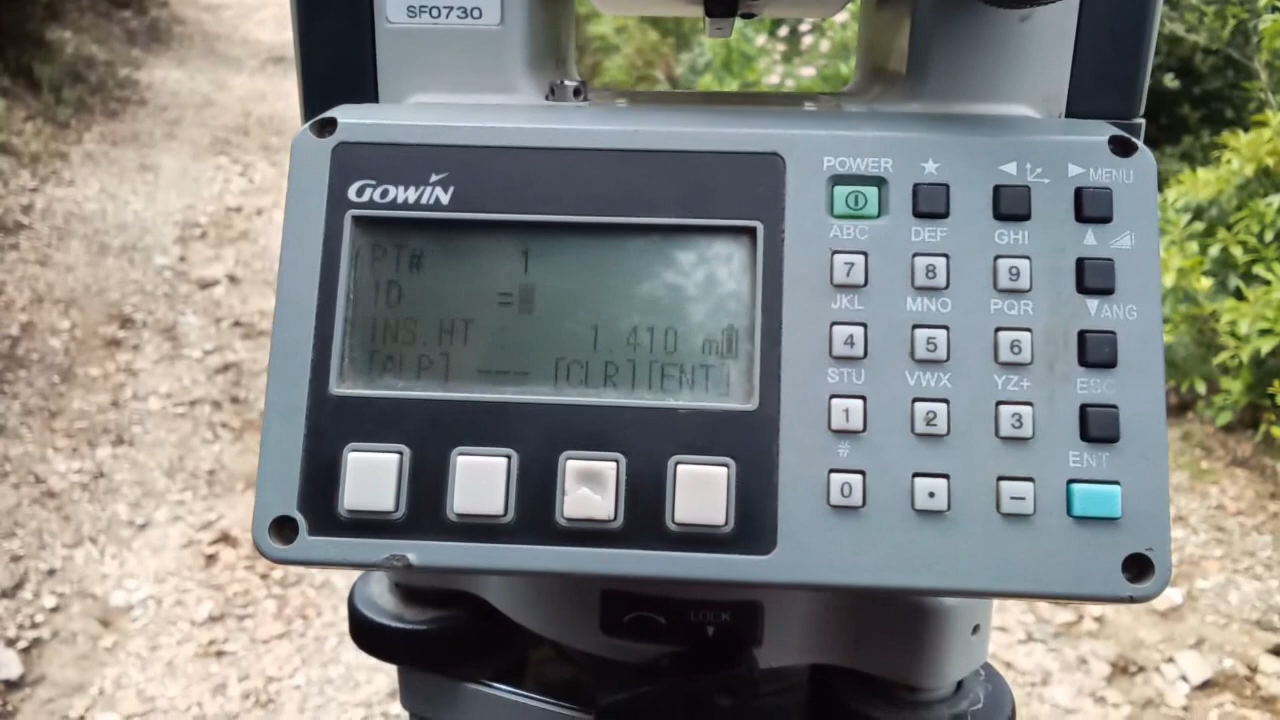 SF0730
GOWIN
PT# 1
ID =
INS.HT 1.410 m
[ALP] --- [CLR][ENT]
POWER ★ ◀ ▶ MENU
ABC DEF GHI ▲
7 8 9
JKL MNO PQR ▼ ANG
4 5 6
STU VWX YZ+ ESC
1 2 3
# ENT
0 . −
LOCK